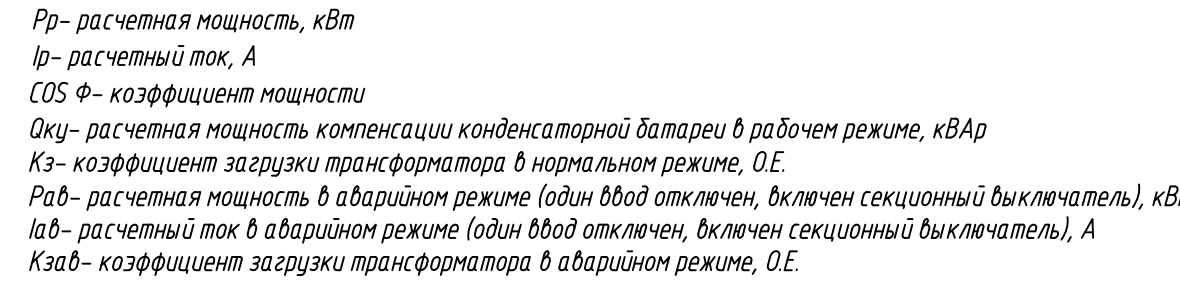 Рр- расчетная мощность, кВт
Iр- расчетный ток, А
COS Ф- коэффициент мощности
Qку- расчетная мощность компенсации конденсаторной батареи в рабочем режиме, кВАр
Кз- коэффициент загрузки трансформатора в нормальном режиме, О.Е.
Рав- расчетная мощность в аварийном режиме (один ввод отключен, включен секционный выключатель),
Iав- расчетный ток в аварийном режиме (один ввод отключен, включен секционный выключатель), А
Кзав- коэффициент загрузки трансформатора в аварийном режиме, О.Е.